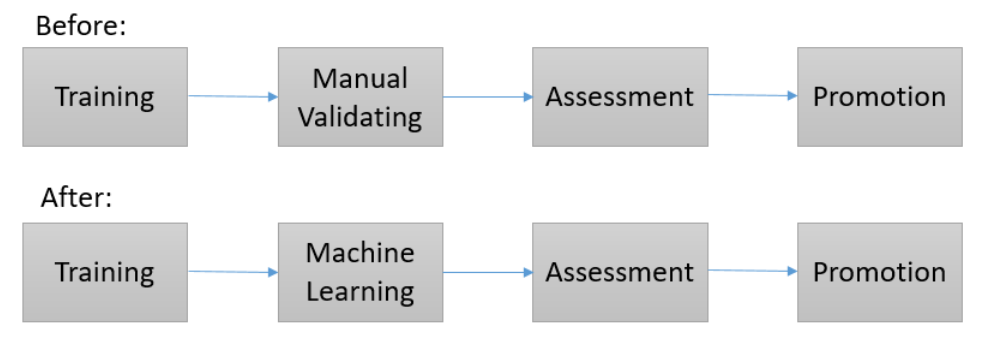 Before:
Training
Manual
Validating
Assessment
Promotion
After:
Training
Machine
Learning
Assessment
Promotion